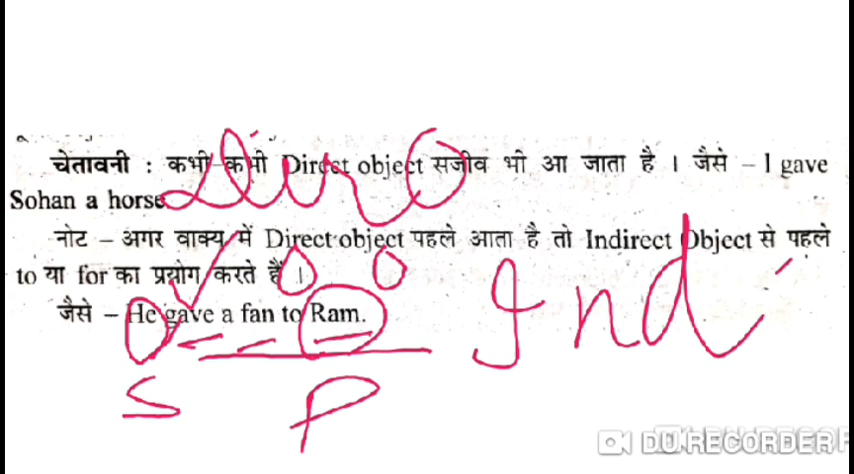 चेतावनी : कभी-कभी Direct object सजीव भी आ जाता है । जैसे – I gave
Sohan a horse
नोट – अगर वाक्य में Direct object पहले आता है तो Indirect Object से पहले
to या for का प्रयोग करते हैं ।
जैसे – He gave a fan to Ram.
Ind
S P
DU RECORDER